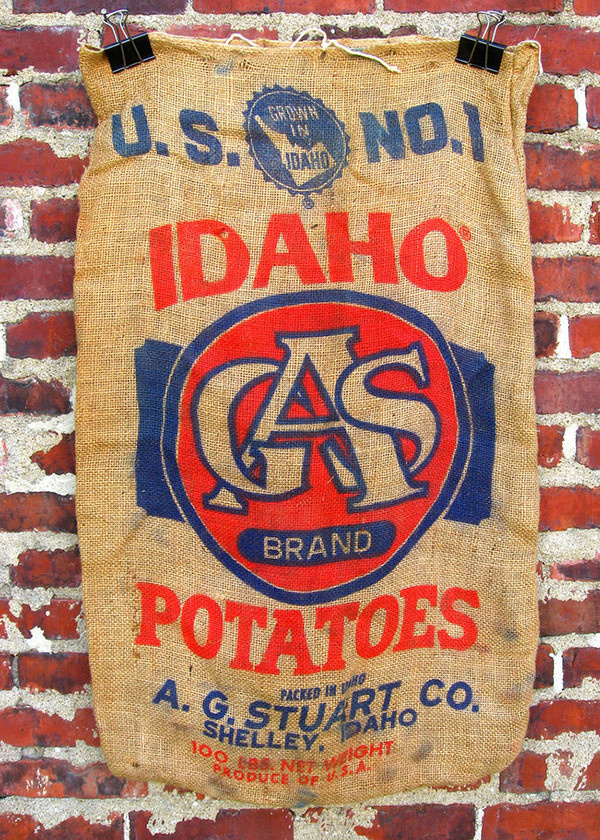 U.S. GROWN IN IDAHO ® NO.1
IDAHO®
GAS
BRAND
POTATOES
PACKED IN IDAHO
A. G. STUART CO.
SHELLEY, IDAHO
100 LBS. NET WEIGHT
PRODUCE OF U.S.A.